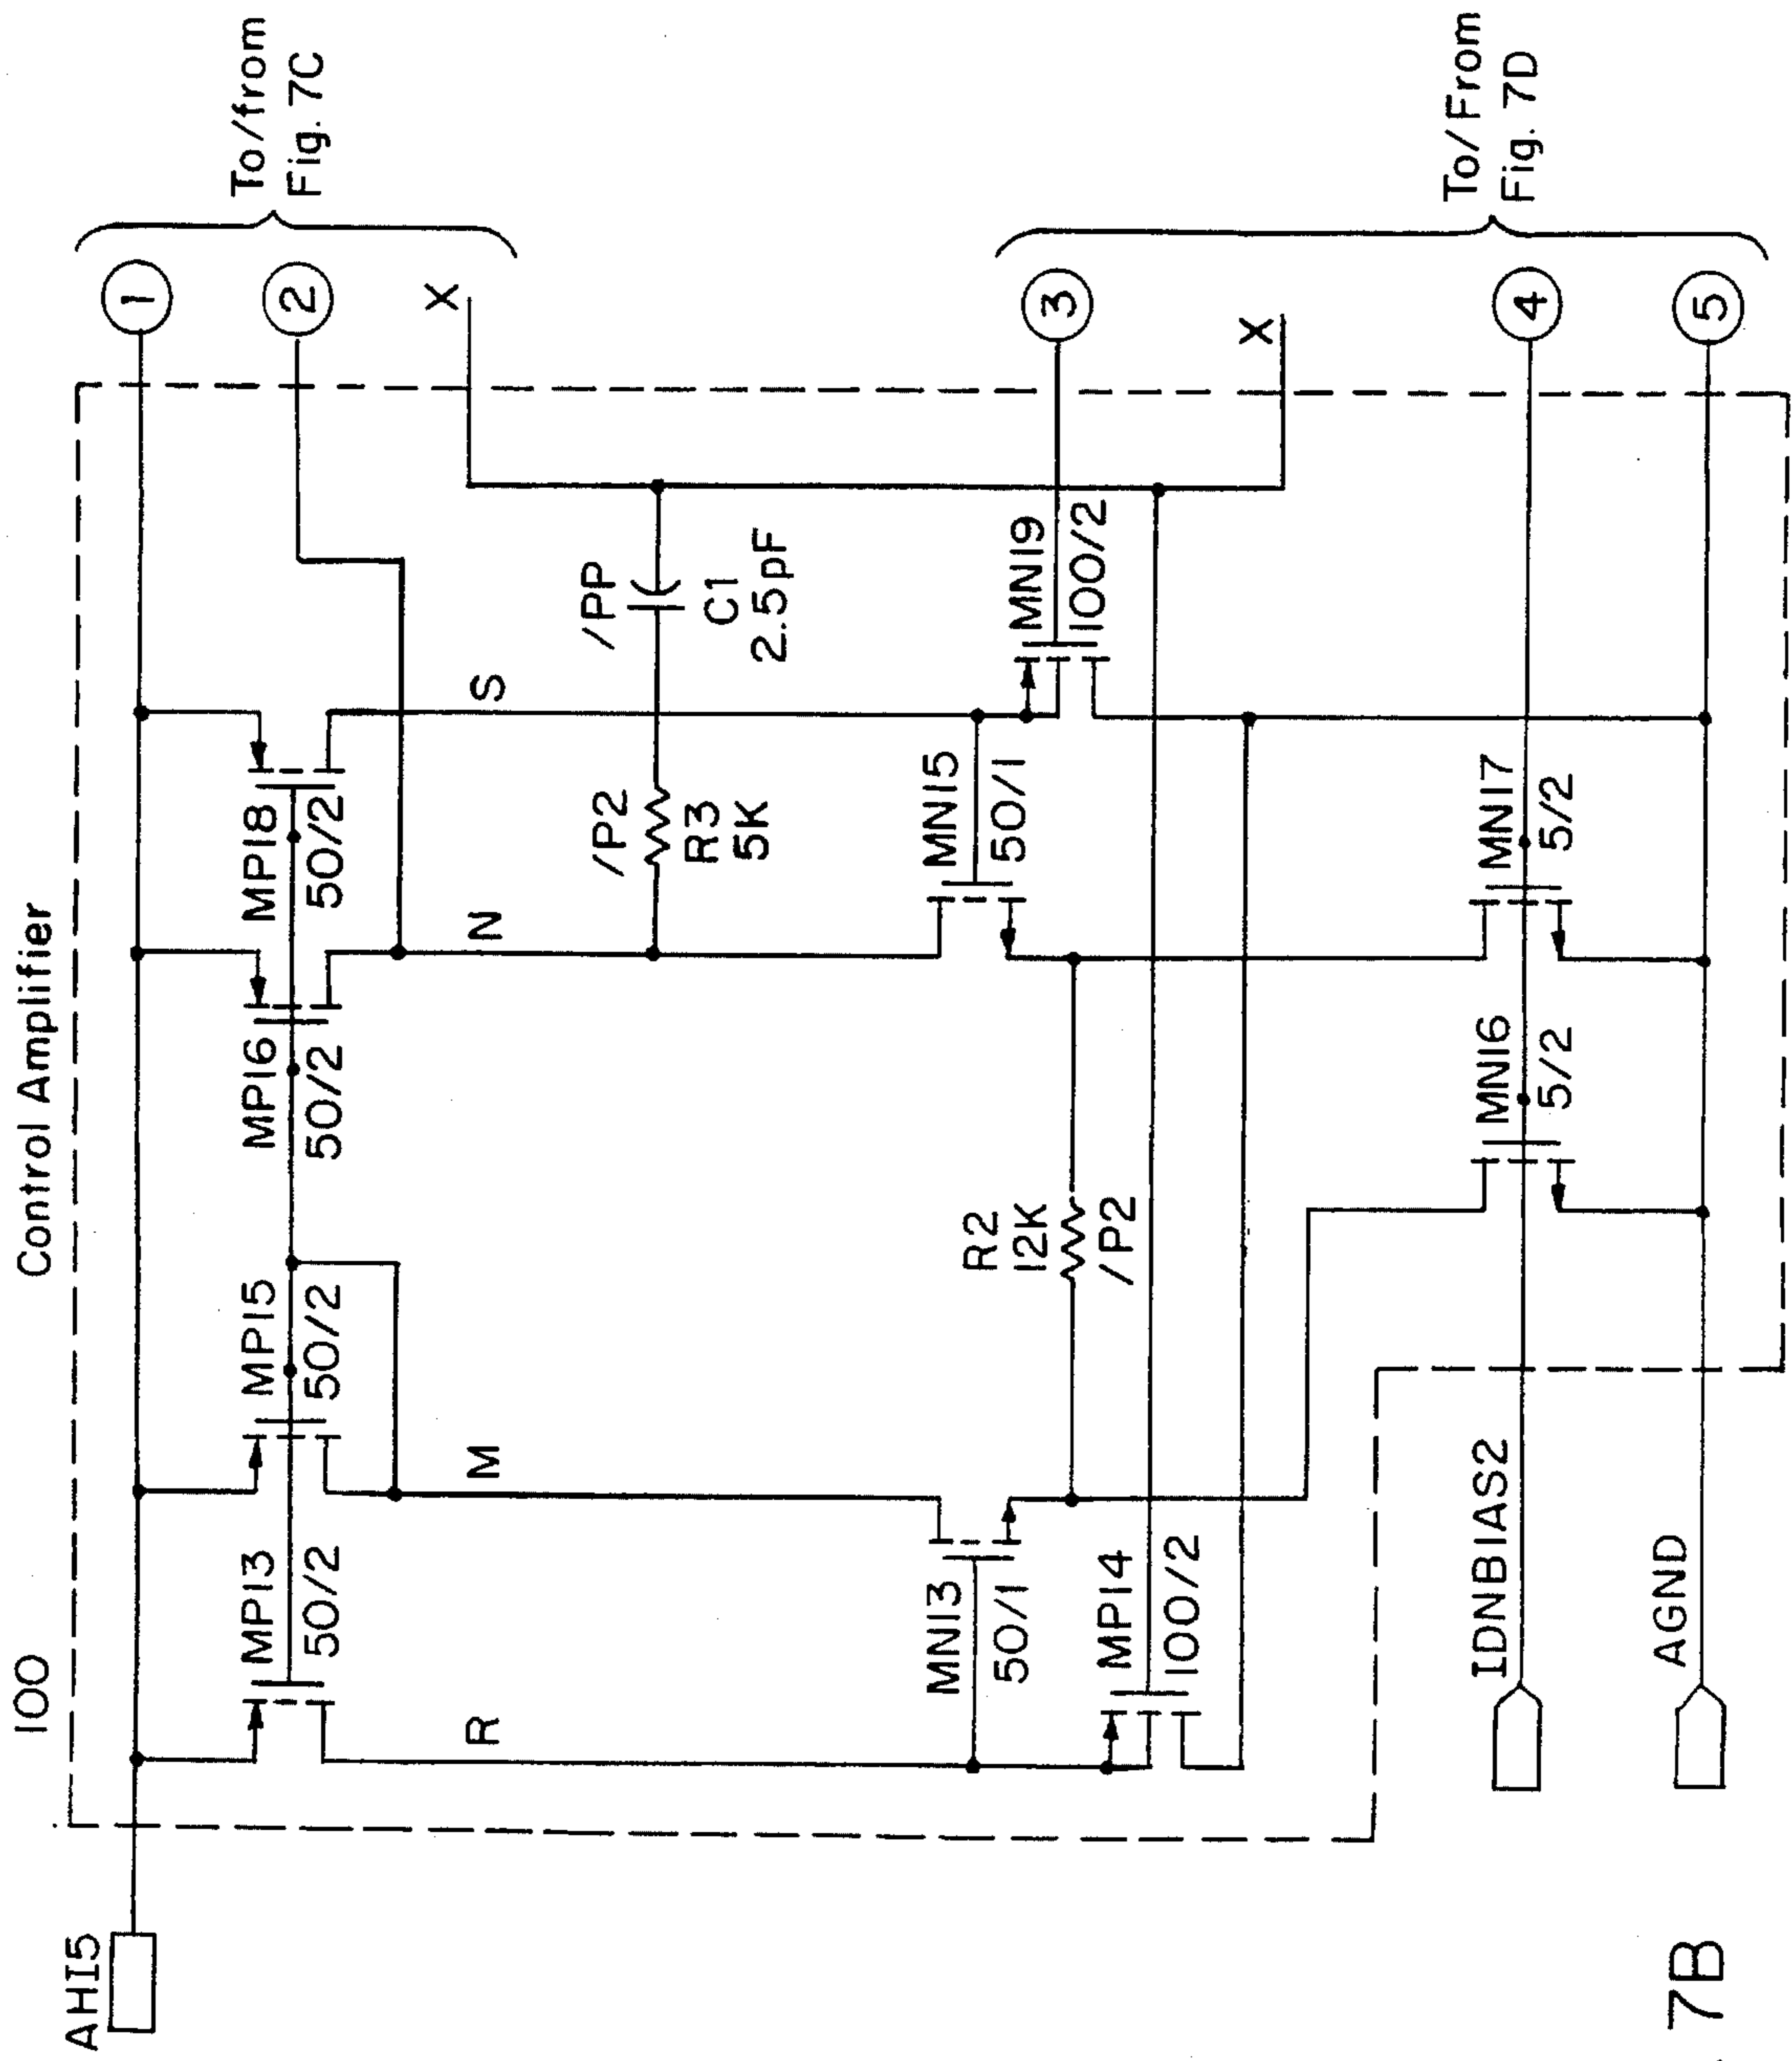 Control Amplifier
100
AHI5
1
To/from
Fig. 7C
2
X
MP13
50/2
MP15
50/2
MP16
50/2
MP18
50/2
R
M
N
S
/P2
R3
5K
/PP
C1
2.5pF
MN13
50/1
MN15
50/1
MN19
100/2
3
To/From
Fig. 7D
R2
12K
/P2
MP14
100/2
X
MN16
5/2
MN17
5/2
IDNBIAS2
4
AGND
5
7B